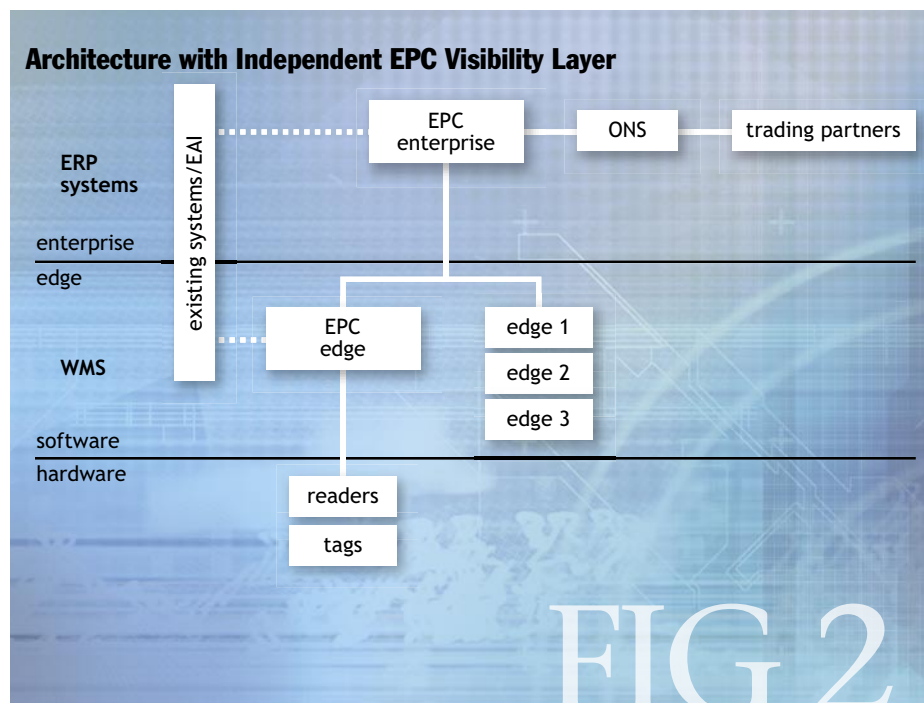 Architecture with Independent EPC Visibility Layer
existing systems/EAI
EPC
enterprise
ONS
trading partners
ERP
systems
enterprise
edge
EPC
edge
edge 1
edge 2
edge 3
WMS
software
hardware
readers
tags
FIG 2